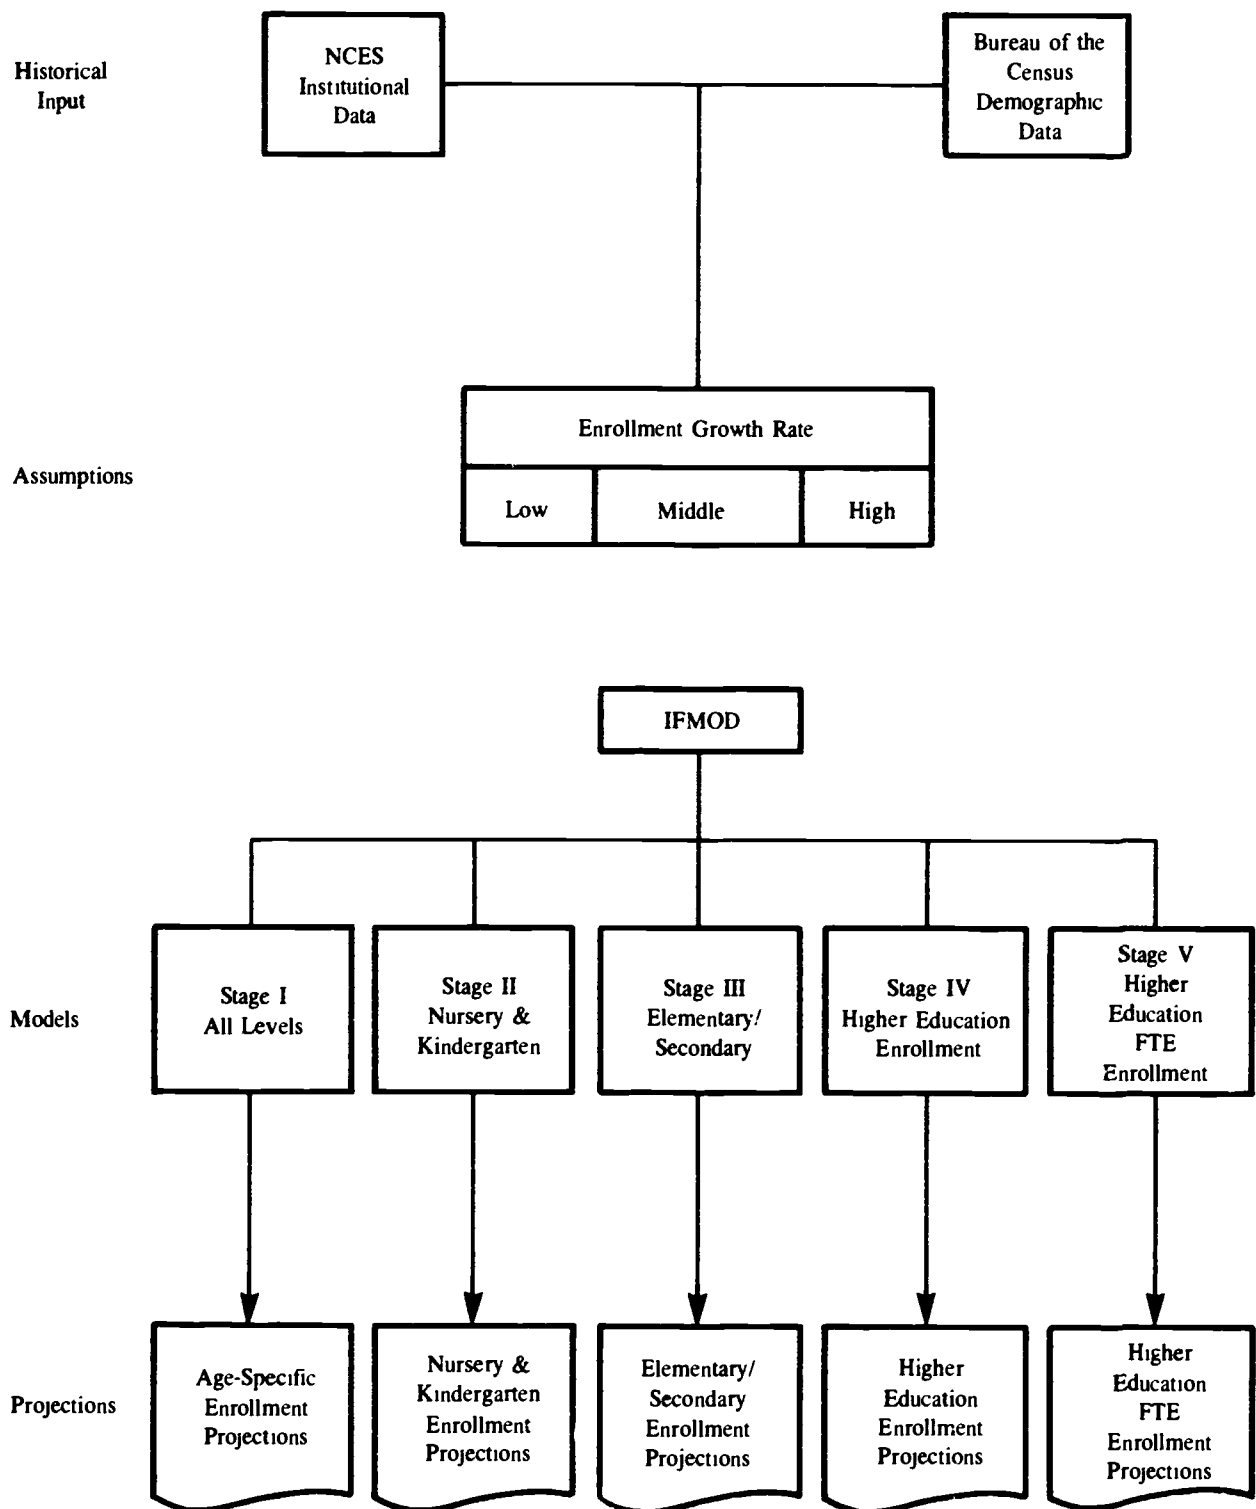 Historical
Input
NCES
Institutional
Data
Bureau of the
Census
Demographic
Data
Assumptions
Enrollment Growth Rate
Low
Middle
High
IFMOD
Models
Stage I
All Levels
Stage II
Nursery &
Kindergarten
Stage III
Elementary/
Secondary
Stage IV
Higher Education
Enrollment
Stage V
Higher
Education
FTE
Enrollment
Projections
Age-Specific
Enrollment
Projections
Nursery &
Kindergarten
Enrollment
Projections
Elementary/
Secondary
Enrollment
Projections
Higher
Education
Enrollment
Projections
Higher
Education
FTE
Enrollment
Projections